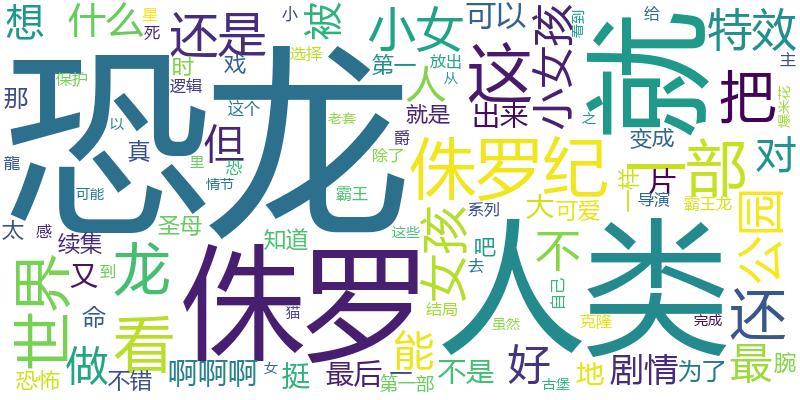 想 什么 还是 被 小女 可以 星 小 看到 给 特效
死 戏 第一 放出 小女孩 就 主
那 保护 时 逻辑 选择 人 从 这 爆米花
恐龙 这个 就是 出来 把
以 真 但 老套 爵 之 变成
龍 里 恐 除了 侏罗纪 一 部 对
可能 情节 霸王 一样 片
太 感 圣母 这些 系列 大 可爱 导演 霸王龙
续集 知道 女孩 吧 不 公园
世界 又 到 龙 侏罗 去 人类 自己 还
命 猫 结局 克隆 完成
看 虽然
做 能 好 剧情 最
恐怖 不错 啊啊啊 女 挺 最后 一 第一部 不是 古堡 地 为了 腕